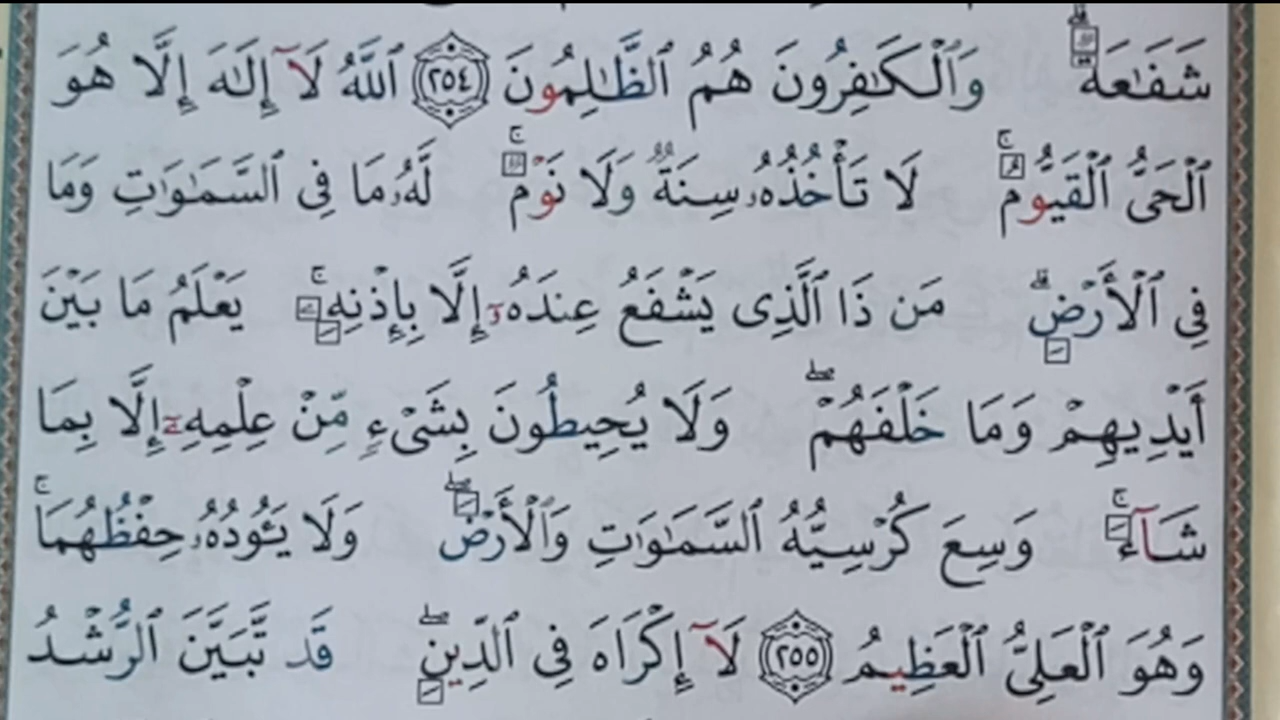 شَفَٰعَةٌ ۗ وَٱلْكَٰفِرُونَ هُمُ ٱلظَّٰلِمُونَ ﴿٢٥٤﴾ ٱللَّهُ لَآ إِلَٰهَ إِلَّا هُوَ
ٱلْحَىُّ ٱلْقَيُّومُ ۚ لَا تَأْخُذُهُۥ سِنَةٌ وَلَا نَوْمٌ ۚ لَّهُۥ مَا فِى ٱلسَّمَٰوَٰتِ وَمَا
فِى ٱلْأَرْضِ ۗ مَن ذَا ٱلَّذِى يَشْفَعُ عِندَهُۥٓ إِلَّا بِإِذْنِهِۦ ۚ يَعْلَمُ مَا بَيْنَ
أَيْدِيهِمْ وَمَا خَلْفَهُمْ ۖ وَلَا يُحِيطُونَ بِشَىْءٍ مِّنْ عِلْمِهِۦٓ إِلَّا بِمَا
شَآءَ ۚ وَسِعَ كُرْسِيُّهُ ٱلسَّمَٰوَٰتِ وَٱلْأَرْضَ ۖ وَلَا يَـُٔودُهُۥ حِفْظُهُمَا ۚ
وَهُوَ ٱلْعَلِىُّ ٱلْعَظِيمُ ﴿٢٥٥﴾ لَآ إِكْرَاهَ فِى ٱلدِّينِ ۖ قَد تَّبَيَّنَ ٱلرُّشْدُ